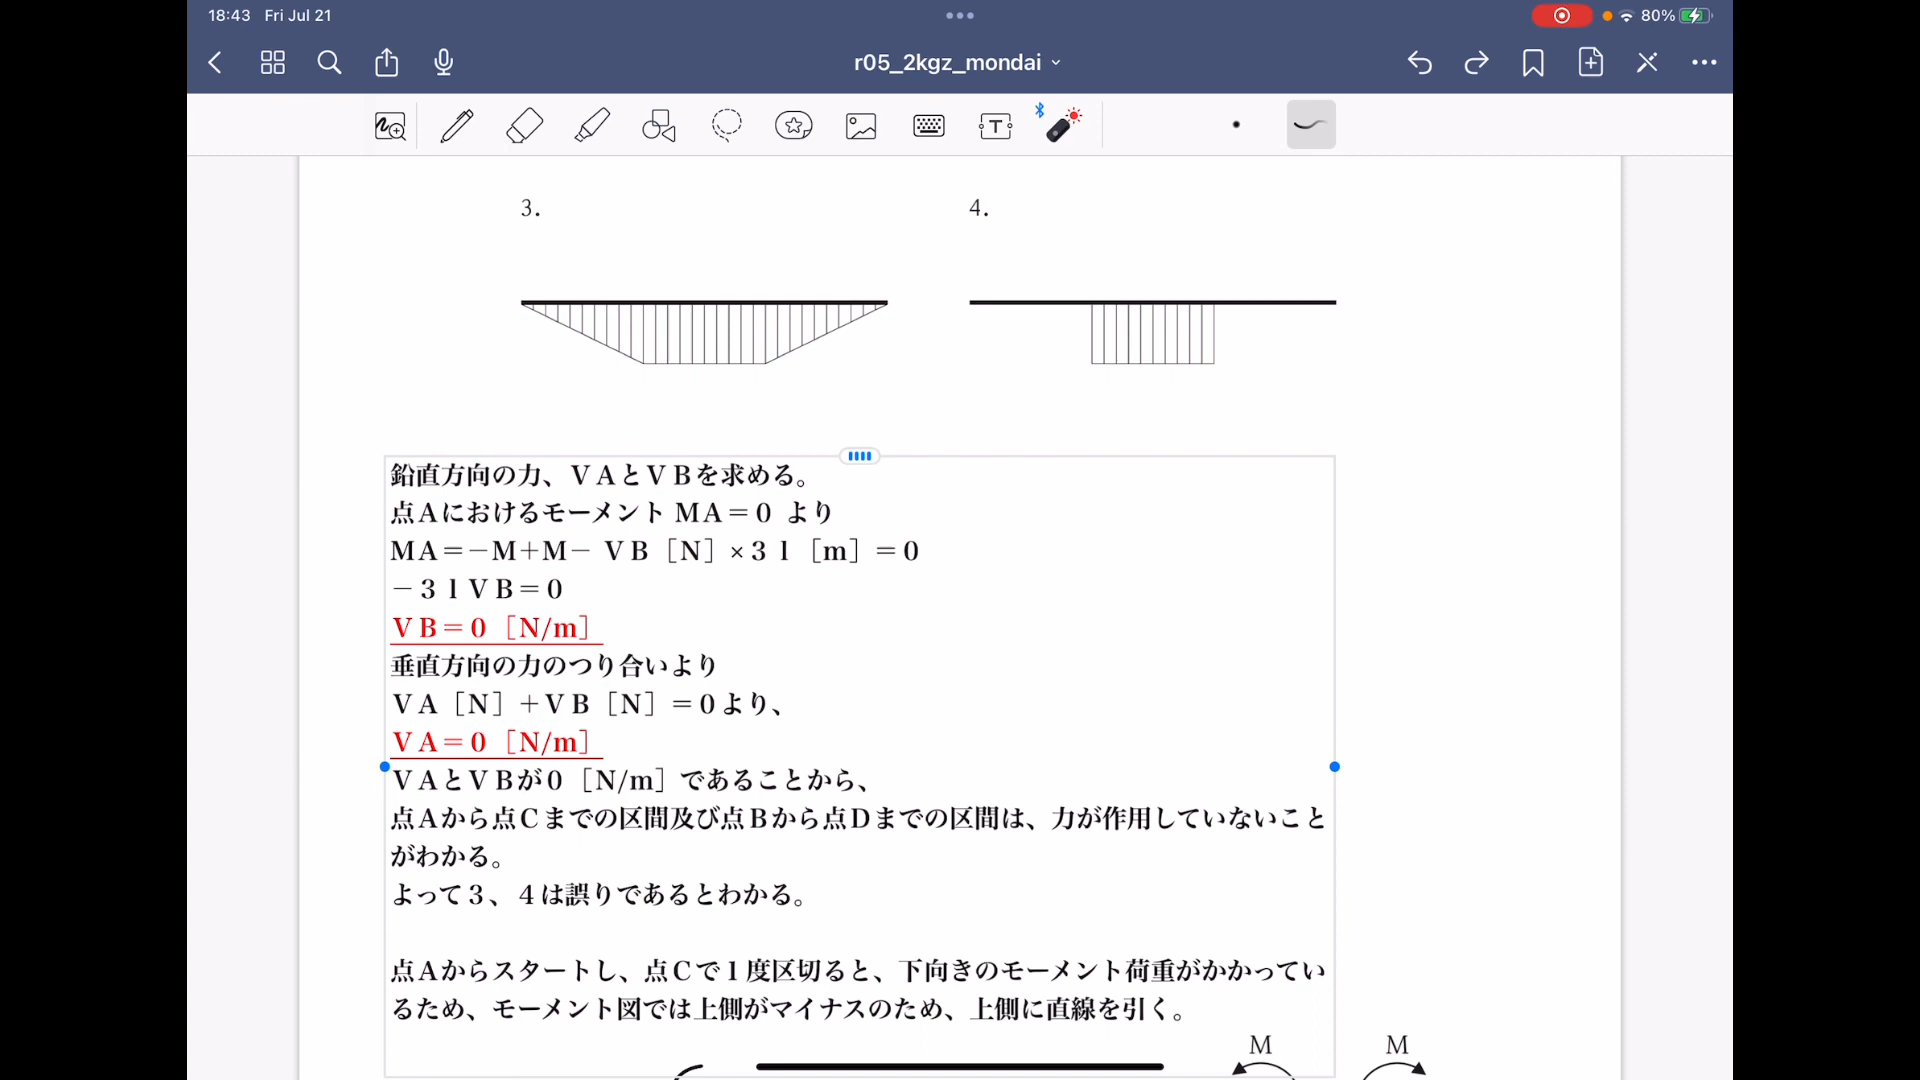 18:43 Fri Jul 21
80%
r05_2kgz_mondai
3.
4.
鉛直方向の力、ＶＡとＶＢを求める。
点Ａにおけるモーメント MA＝０ より
MA＝－M＋M－ ＶＢ［N］×３ｌ［m］＝０
－３ｌＶＢ＝０
ＶＢ＝０［N/m］
垂直方向の力のつり合いより
ＶＡ［N］＋ＶＢ［N］＝０より、
ＶＡ＝０［N/m］
ＶＡとＶＢが０［N/m］であることから、
点Ａから点Ｃまでの区間及び点Ｂから点Ｄまでの区間は、力が作用していないこと
がわかる。
よって３、４は誤りであるとわかる。
点Ａからスタートし、点Ｃで１度区切ると、下向きのモーメント荷重がかかってい
るため、モーメント図では上側がマイナスのため、上側に直線を引く。
M M